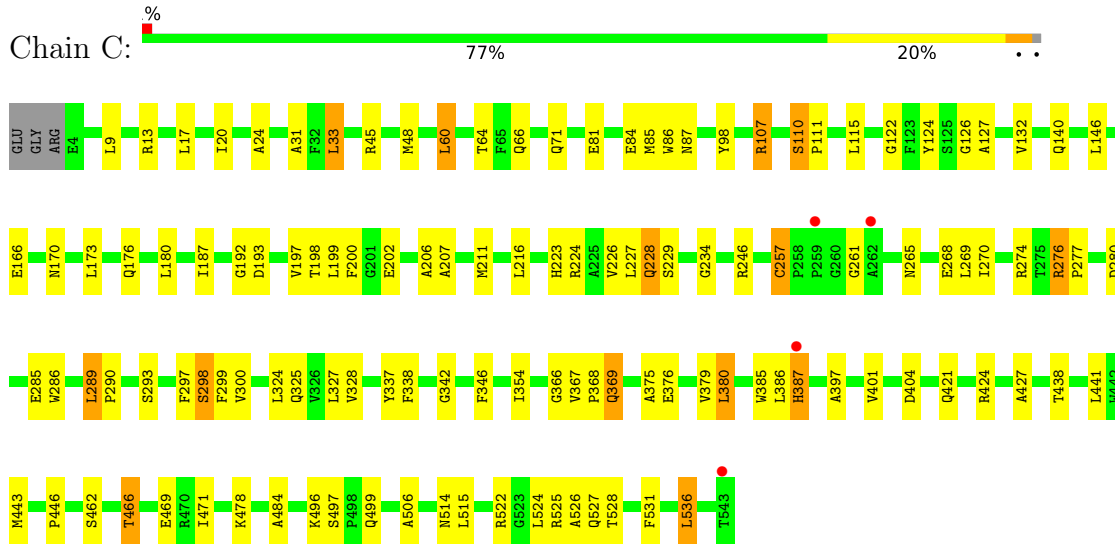 .%
Chain C:
77% 20% . .
GLU GLY ARG E4 L9 R13 L17 I20 A24 A31 F32 L33 R45 M48 L60 T64 F65 Q66 Q71 E81 E84 M85 W86 N87 Y98 R107 S110 P111 L115 G122 F123 Y124 S125 G126 A127 V132 Q140 L146
E166 N170 L173 Q176 L180 I187 G192 D193 V197 T198 L199 F200 G201 E202 A206 A207 M211 L216 H223 R224 A225 V226 L227 Q228 S229 G234 R246 C257 P258 P259 G260 G261 A262 N265 E268 L269 I270 R274 T275 R276 P277
E285 W286 L289 P290 S293 F297 S298 F299 V300 L324 Q325 V326 L327 V328 Y337 F338 G342 F346 I354 G366 V367 P368 Q369 A375 E376 V379 L380 W385 L386 H387 A397 V401 D404 Q421 R424 A427 T438 L441
M443 P446 S462 T466 E469 R470 I471 K478 A484 K496 S497 P498 Q499 A506 N514 L515 R522 G523 L524 R525 A526 Q527 T528 F531 L536 T543